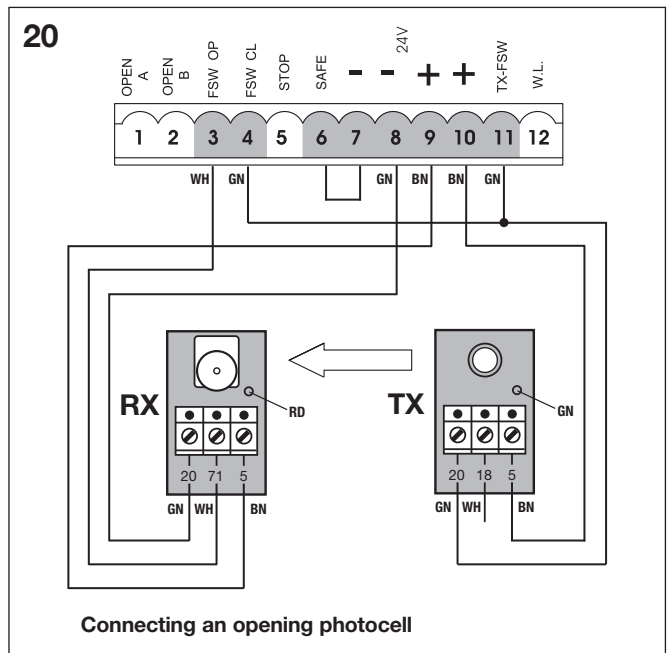 20
OPEN A
OPEN B
FSW OP
FSW CL
STOP
SAFE
-
-
24V
+
+
TX-FSW
W.L.
1 2 3 4 5 6 7 8 9 10 11 12
WH GN GN BN BN GN
RX
RD
TX
GN
20 71 5
20 18 5
GN WH BN
GN WH BN
Connecting an opening photocell